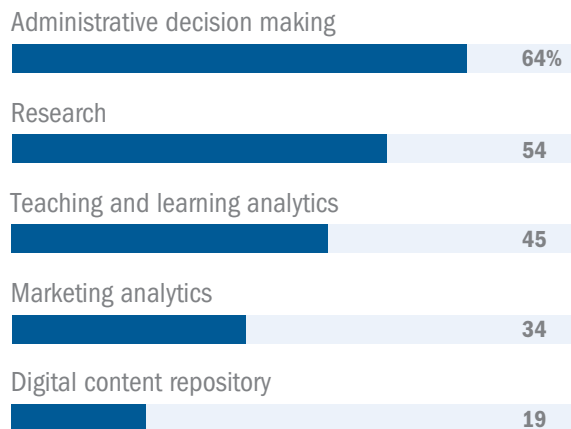 Administrative decision making
64%
Research
54
Teaching and learning analytics
45
Marketing analytics
34
Digital content repository
19